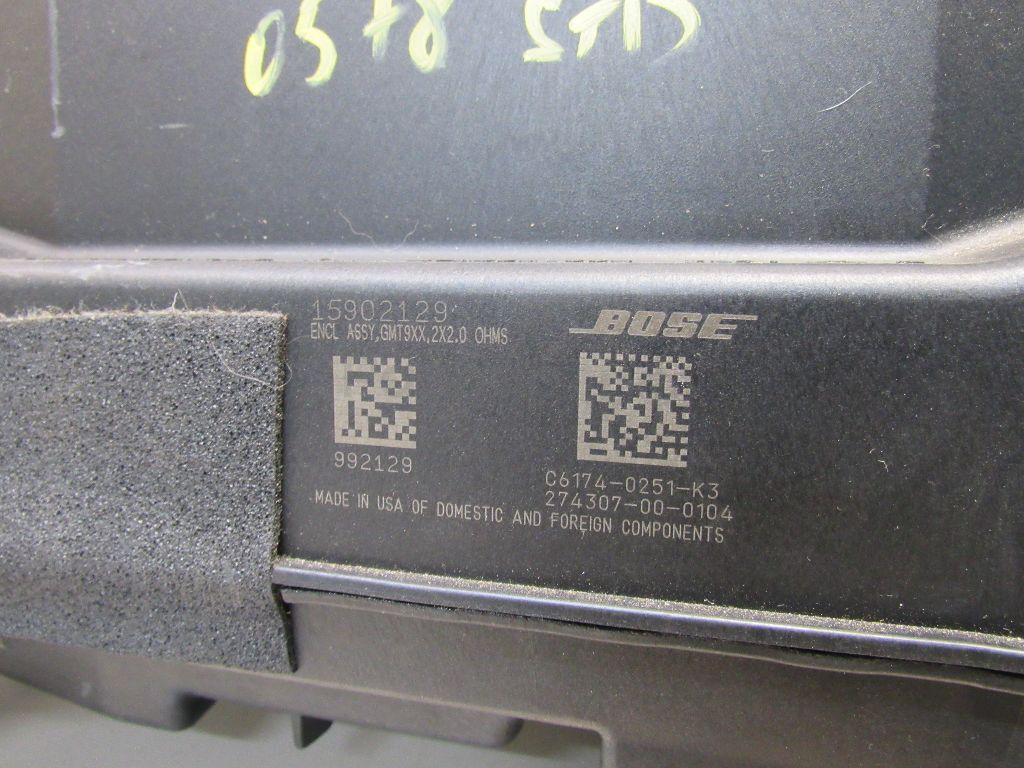 15902129
ENCL ASSY,GMT9XX,2X2.0 OHMS
992129
BOSE
C6174-0251-K3
274307-00-0104
MADE IN USA OF DOMESTIC AND FOREIGN COMPONENTS